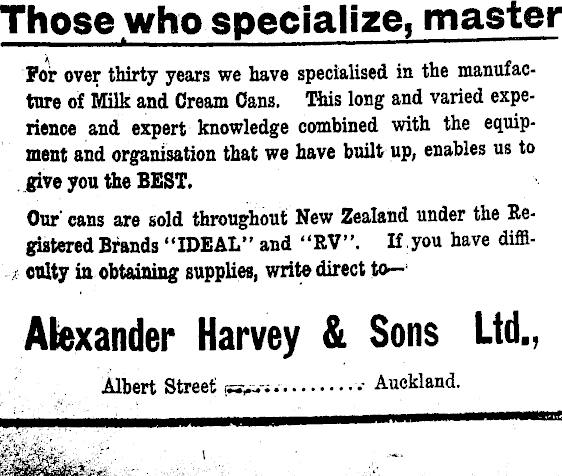 Those who specialize, master
For over thirty years we have specialised in the manufac-
ture of Milk and Cream Cans. This long and varied expe-
rience and expert knowledge combined with the equip-
ment and organisation that we have built up, enables us to
give you the BEST.
Our cans are sold throughout New Zealand under the Re-
gistered Brands "IDEAL" and "RV". If you have diffi-
culty in obtaining supplies, write direct to—
Alexander Harvey & Sons Ltd.,
Albert Street .............. Auckland.